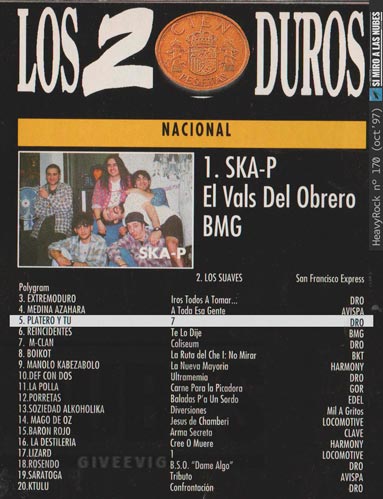 LOS 2 DUROS
CIEN
PESETAS
SI MIRO A LAS NUBES
HeavyRock nº 170 (oct'97)
NACIONAL
1. SKA-P
El Vals Del Obrero
BMG
SKA-P
2. LOS SUAVES San Francisco Express
Polygram
3. EXTREMODURO Iros Todos A Tomar... DRO
4. MEDINA AZAHARA A Toda Esa Gente AVISPA
5. PLATERO Y TU 7 DRO
6. REINCIDENTES Te Lo Dije BMG
7. M-CLAN Coliseum DRO
8. BOIKOT La Ruta del Che I: No Mirar BKT
9. MANOLO KABEZABOLO La Nueva Mayoria HARMONY
10. DEF CON DOS Ultramemia DRO
11. LA POLLA Carne Para la Picadora GOR
12. PORRETAS Baladas P'a Un Sordo EDEL
13. SOZIEDAD ALKOHOLIKA Diversiones Mil A Gritos
14. MAGO DE OZ Jesus de Chamberi LOCOMOTIVE
15. BARON ROJO Arma Secreta CLAVE
16. LA DESTILERIA Cree O Muere HARMONY
17. LIZARD 1 LOCOMOTIVE
18. ROSENDO B.S.O. "Dame Algo" DRO
19. SARATOGA Tributo AVISPA
20. KTULU Confrontación DRO
GIVEEVIG